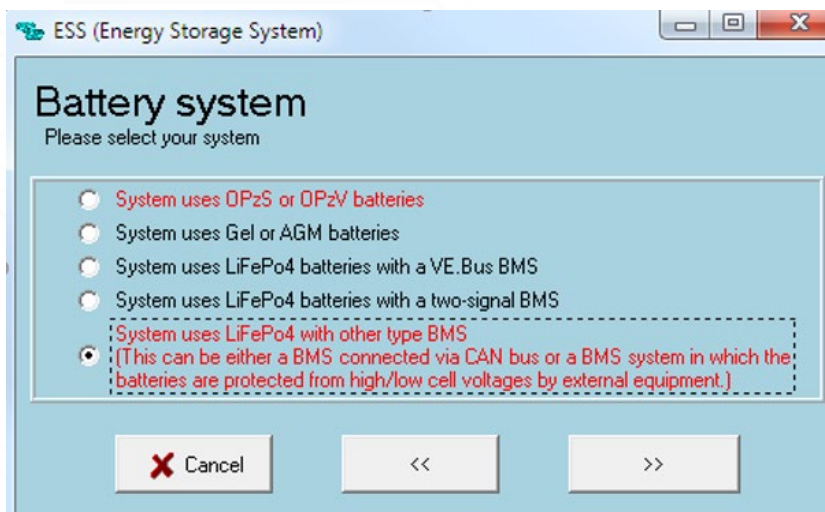 ESS (Energy Storage System)
Battery system
Please select your system
System uses OPzS or OPzV batteries
System uses Gel or AGM batteries
System uses LiFePo4 batteries with a VE.Bus BMS
System uses LiFePo4 batteries with a two-signal BMS
System uses LiFePo4 with other type BMS
(This can be either a BMS connected via CAN bus or a BMS system in which the
batteries are protected from high/low cell voltages by external equipment.)
Cancel
<<
>>